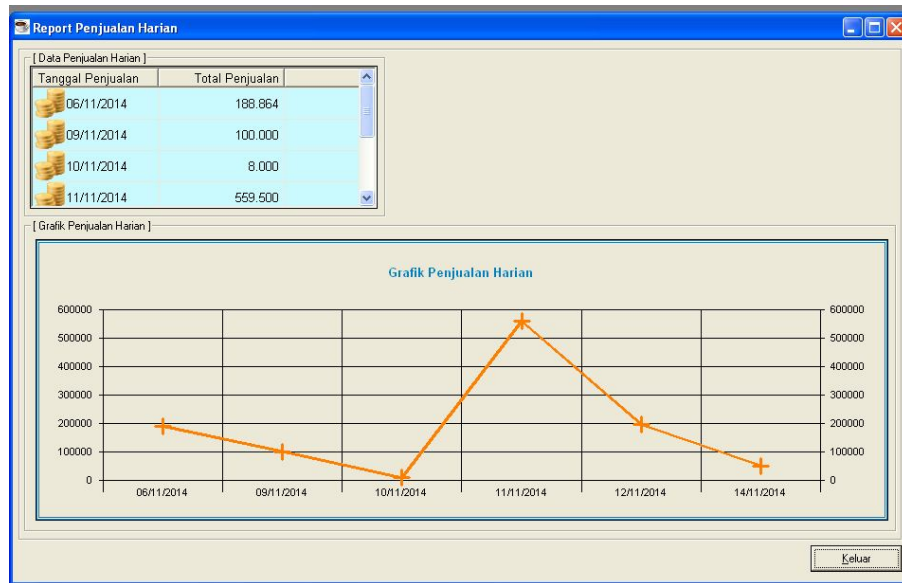 Report Penjualan Harian
[ Data Penjualan Harian ]
Tanggal Penjualan Total Penjualan
06/11/2014 188.864
09/11/2014 100.000
10/11/2014 8.000
11/11/2014 559.500
[ Grafik Penjualan Harian ]
Grafik Penjualan Harian
600000 600000
500000 500000
400000 400000
300000 300000
200000 200000
100000 100000
0 0
06/11/2014 09/11/2014 10/11/2014 11/11/2014 12/11/2014 14/11/2014
Keluar